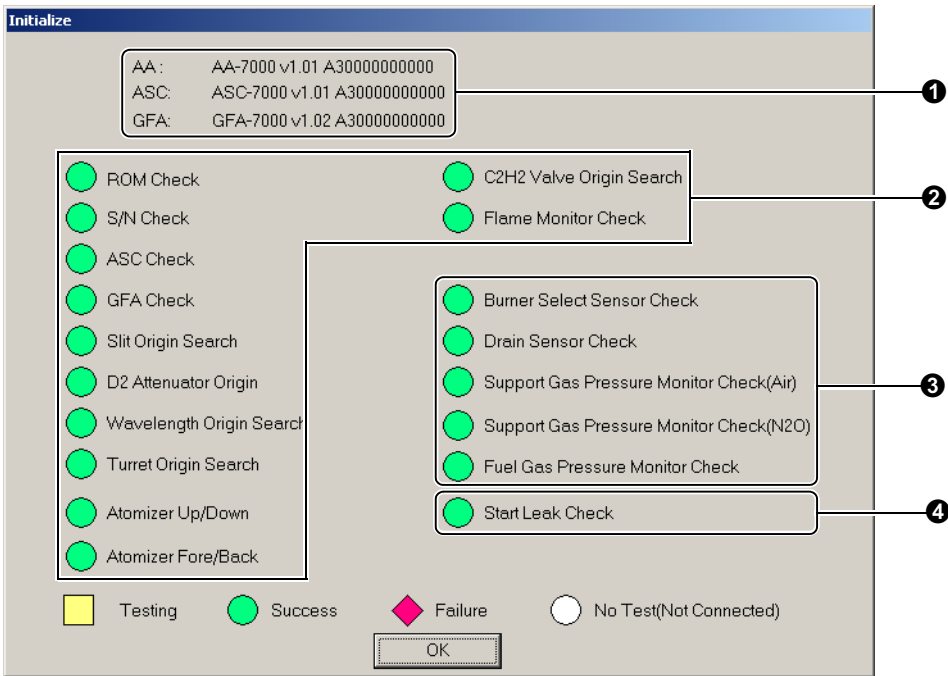 Initialize
AA : AA-7000 v1.01 A30000000000
ASC: ASC-7000 v1.01 A30000000000
GFA: GFA-7000 v1.02 A30000000000
1
ROM Check
S/N Check
ASC Check
GFA Check
Slit Origin Search
D2 Attenuator Origin
Wavelength Origin Search
Turret Origin Search
Atomizer Up/Down
Atomizer Fore/Back
C2H2 Valve Origin Search
Flame Monitor Check
2
Burner Select Sensor Check
Drain Sensor Check
Support Gas Pressure Monitor Check(Air)
Support Gas Pressure Monitor Check(N2O)
Fuel Gas Pressure Monitor Check
3
Start Leak Check
4
Testing Success Failure No Test(Not Connected)
OK